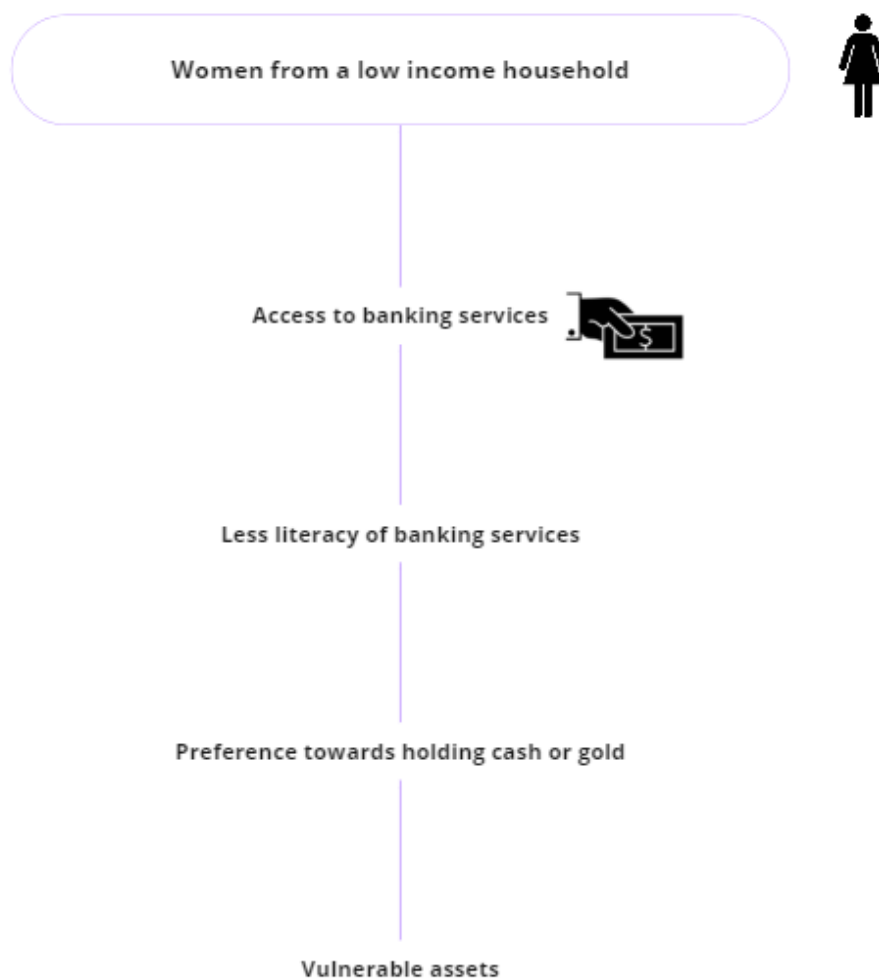 Women from a low income household
Access to banking services
$
Less literacy of banking services
Preference towards holding cash or gold
Vulnerable assets